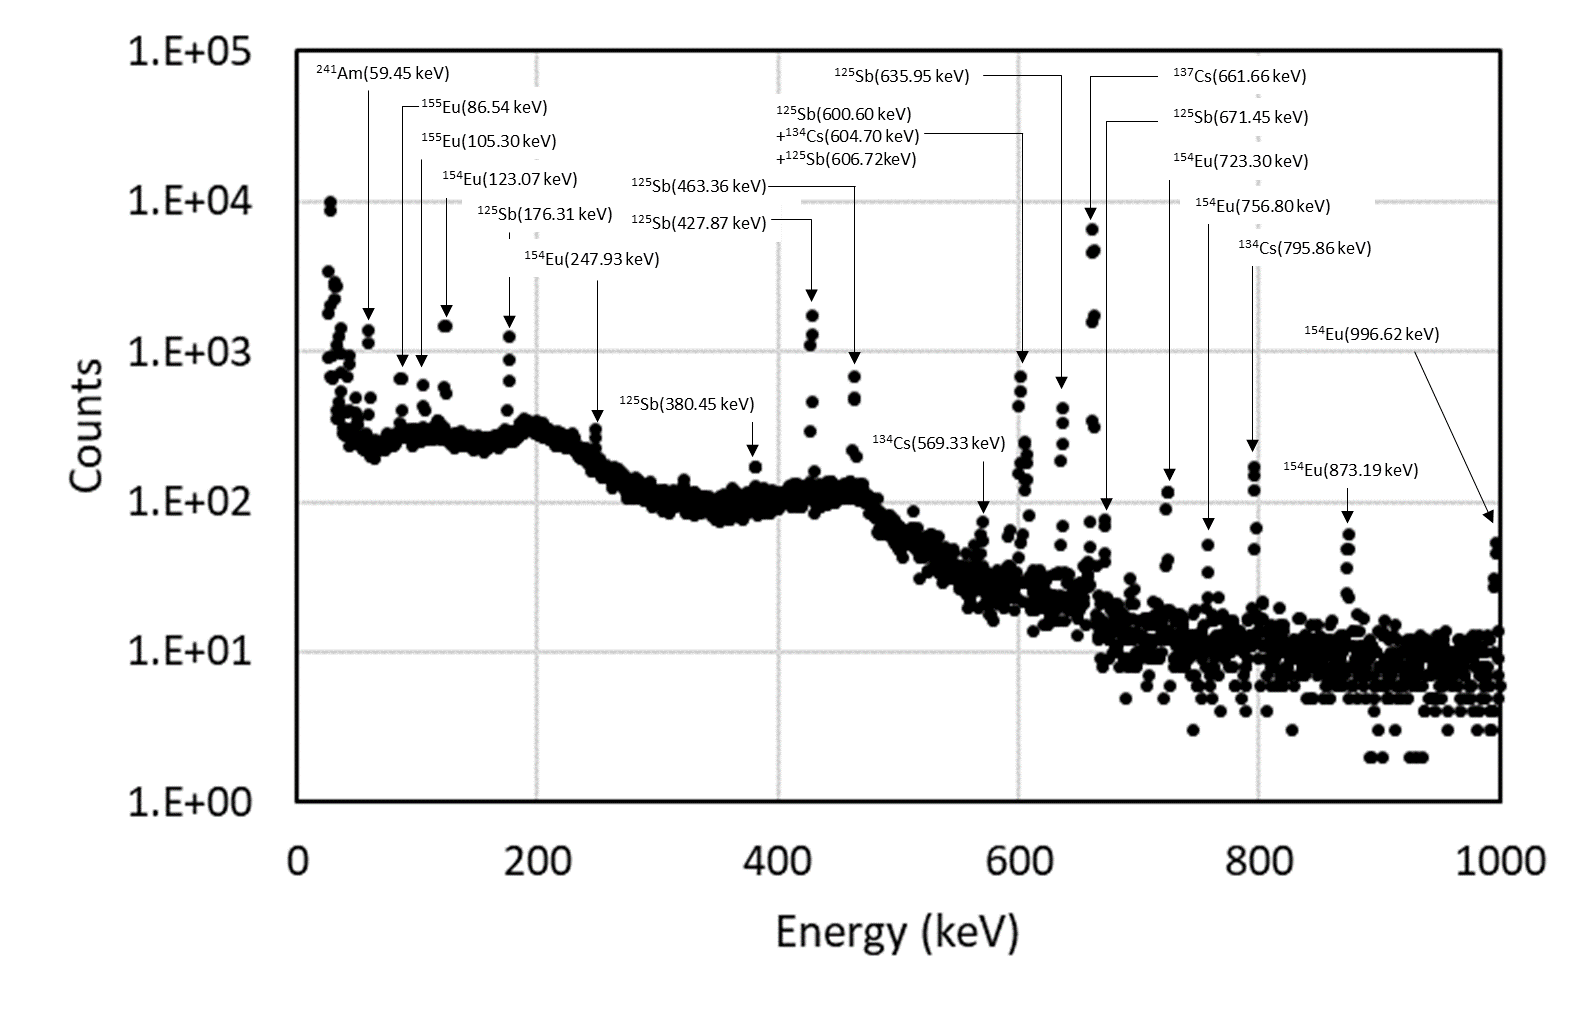 1.E+05
1.E+04
1.E+03
1.E+02
1.E+01
1.E+00
Counts
0 200 400 600 800 1000
Energy (keV)
²⁴¹Am(59.45 keV)
¹⁵⁵Eu(86.54 keV)
¹⁵⁵Eu(105.30 keV)
¹⁵⁴Eu(123.07 keV)
¹²⁵Sb(176.31 keV)
¹⁵⁴Eu(247.93 keV)
¹²⁵Sb(380.45 keV)
¹²⁵Sb(427.87 keV)
¹²⁵Sb(463.36 keV)
¹³⁴Cs(569.33 keV)
¹²⁵Sb(600.60 keV)
+¹³⁴Cs(604.70 keV)
+¹²⁵Sb(606.72keV)
¹²⁵Sb(635.95 keV)
¹³⁷Cs(661.66 keV)
¹²⁵Sb(671.45 keV)
¹⁵⁴Eu(723.30 keV)
¹⁵⁴Eu(756.80 keV)
¹³⁴Cs(795.86 keV)
¹⁵⁴Eu(873.19 keV)
¹⁵⁴Eu(996.62 keV)